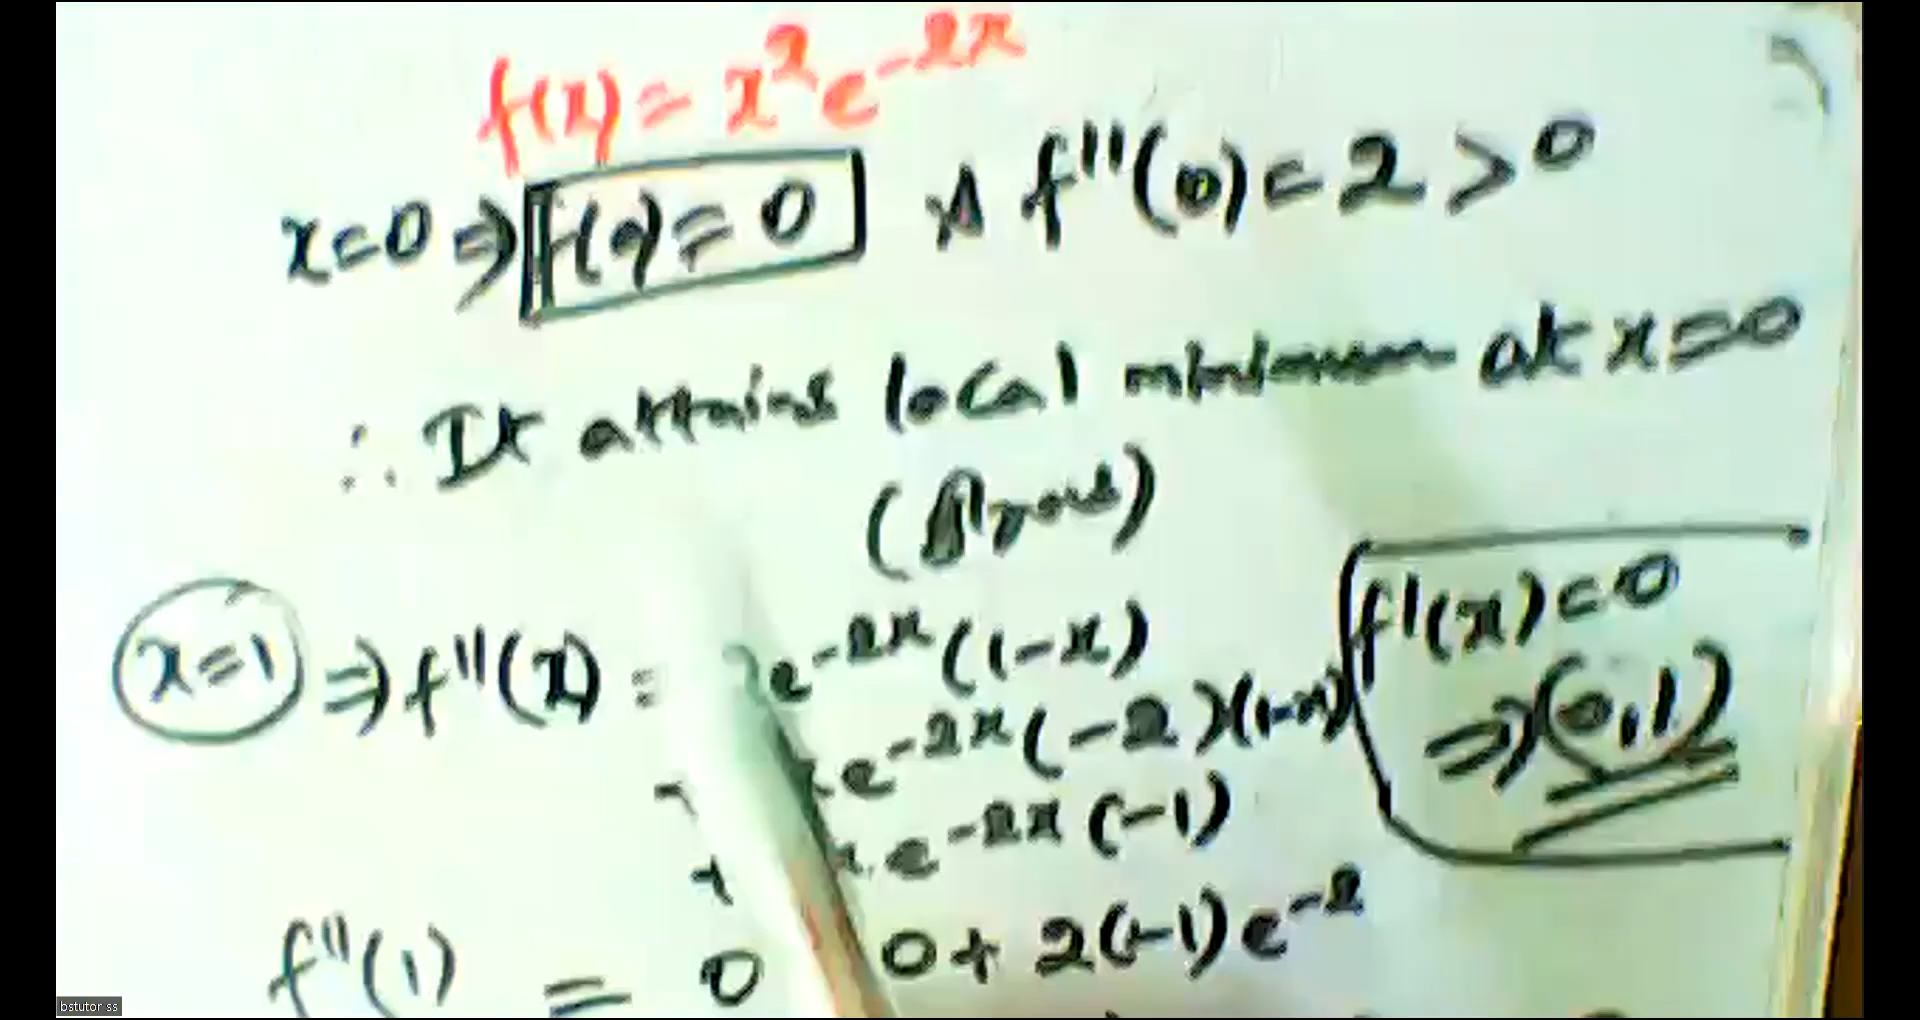 f(x) = x²e⁻²ˣ
x=0 ⇒ f(0) = 0 f''(0) = 2 > 0
∴ It attains local minimum at x=0
x=1 ⇒ f''(x) = e⁻²ˣ(1-x)
e⁻²ˣ(-2)(1-x)
+ e⁻²ˣ(-1)
f'(x)=0
⇒ (0,1)
f''(1) = 0 0 + 2(-1)e⁻²
bstutor ss